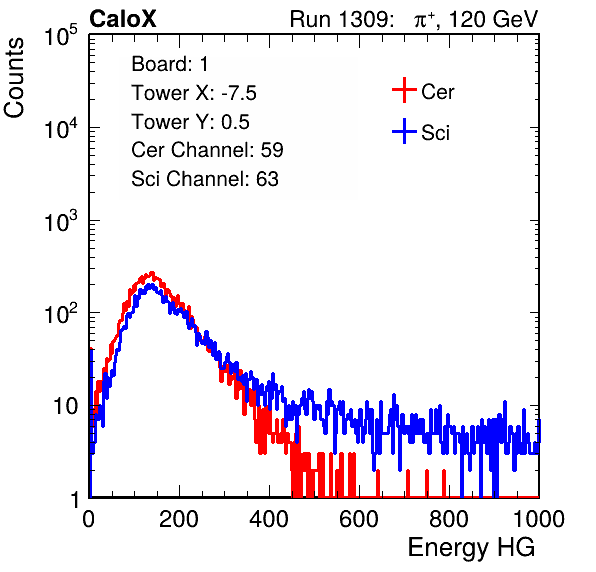 CaloX Run 1309: π⁺, 120 GeV
Board: 1
Tower X: -7.5
Tower Y: 0.5
Cer Channel: 59
Sci Channel: 63
Cer
Sci
Counts
10⁵
10⁴
10³
10²
10
1
0 200 400 600 800 1000
Energy HG